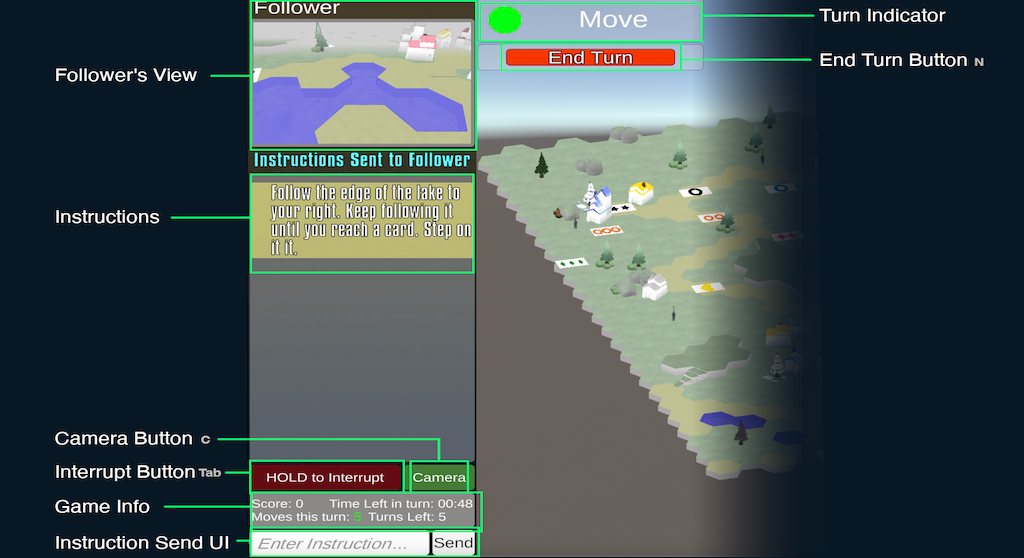 Follower
Move
Turn Indicator
End Turn
End Turn Button N
Follower's View
Instructions Sent to Follower
Instructions
Follow the edge of the lake to
your right. Keep following it
until you reach a card. Step on
it it.
Camera Button C
Interrupt Button Tab
HOLD to Interrupt
Camera
Game Info
Score: 0 Time Left in turn: 00:48
Moves this turn: 5 Turns Left: 5
Instruction Send UI
Enter Instruction...
Send